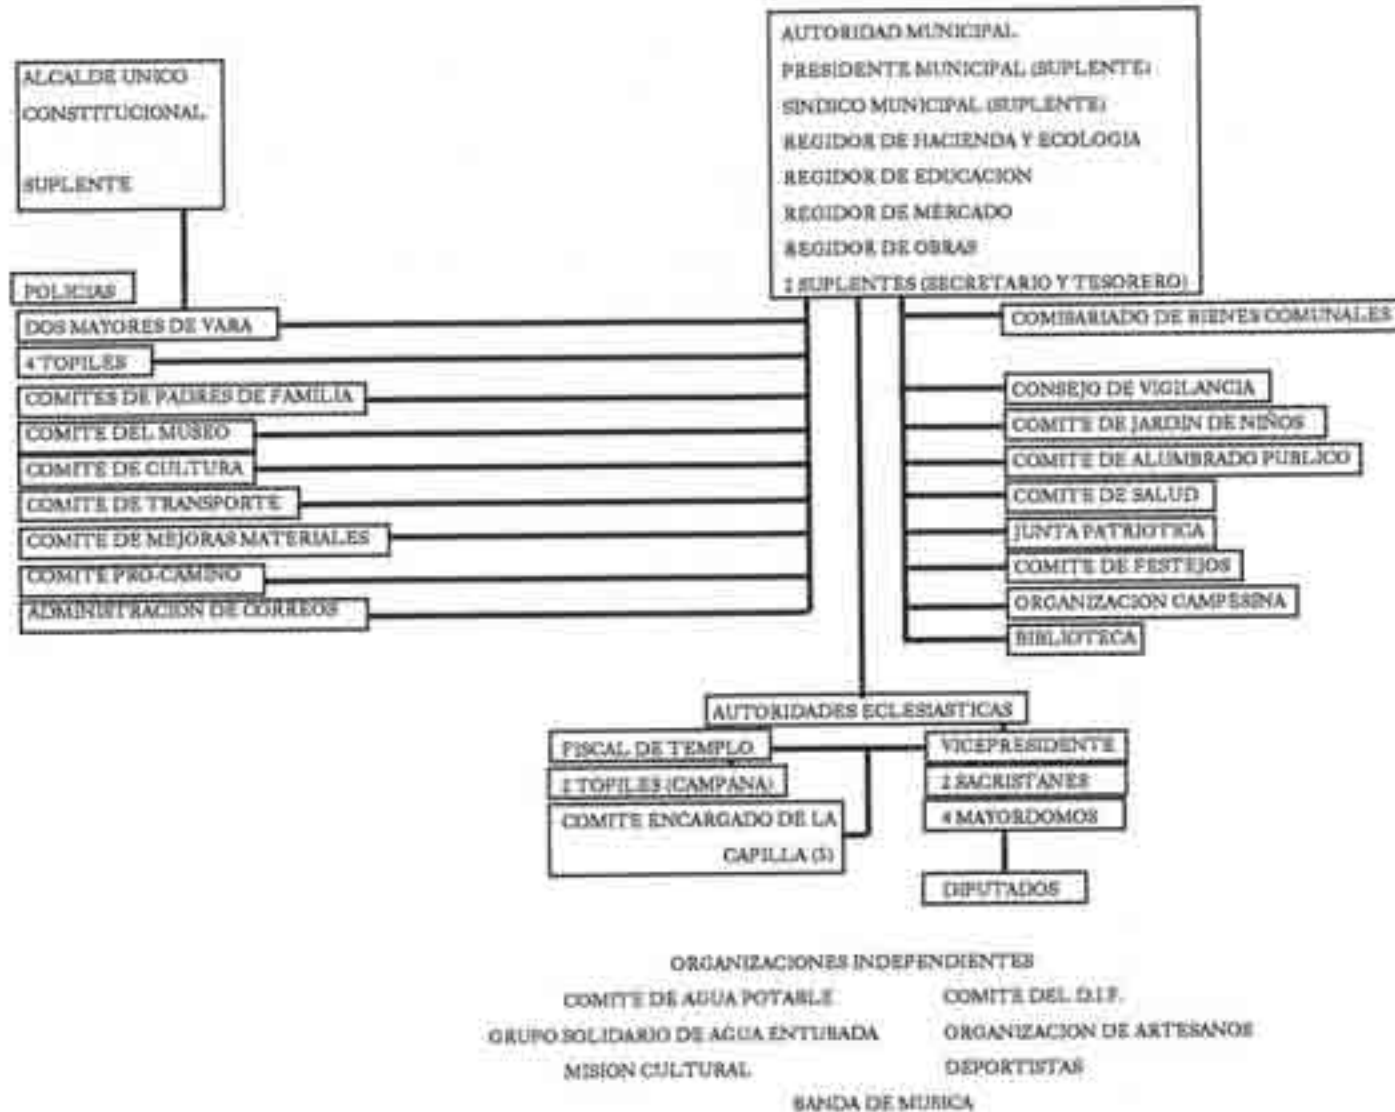 ALCALDE UNICO
CONSTITUCIONAL
SUPLENTE
AUTORIDAD MUNICIPAL
PRESIDENTE MUNICIPAL (SUPLENTE)
SINDICO MUNICIPAL (SUPLENTE)
REGIDOR DE HACIENDA Y ECOLOGIA
REGIDOR DE EDUCACION
REGIDOR DE MERCADO
REGIDOR DE OBRAS
2 SUPLENTES (SECRETARIO Y TESORERO)
POLICIAS
DOS MAYORES DE VARA
4 TOPILES
COMITES DE PADRES DE FAMILIA
COMITE DEL MUSEO
COMITE DE CULTURA
COMITE DE TRANSPORTE
COMITE DE MEJORAS MATERIALES
COMITE PRO-CAMINO
ADMINISTRACION DE CORREOS
COMISARIADO DE BIENES COMUNALES
CONSEJO DE VIGILANCIA
COMITE DE JARDIN DE NIÑOS
COMITE DE ALUMBRADO PUBLICO
COMITE DE SALUD
JUNTA PATRIOTICA
COMITE DE FESTEJOS
ORGANIZACION CAMPESINA
BIBLIOTECA
AUTORIDADES ECLESIASTICAS
FISCAL DE TEMPLO
2 TOPILES (CAMPANA)
COMITE ENCARGADO DE LA
CAPILLA (5)
VICEPRESIDENTE
2 SACRISTANES
4 MAYORDOMOS
DIPUTADOS
ORGANIZACIONES INDEPENDIENTES
COMITE DE AGUA POTABLE
COMITE DEL D.I.F.
GRUPO SOLIDARIO DE AGUA ENTUBADA
ORGANIZACION DE ARTESANOS
MISION CULTURAL
DEPORTISTAS
BANDA DE MUSICA